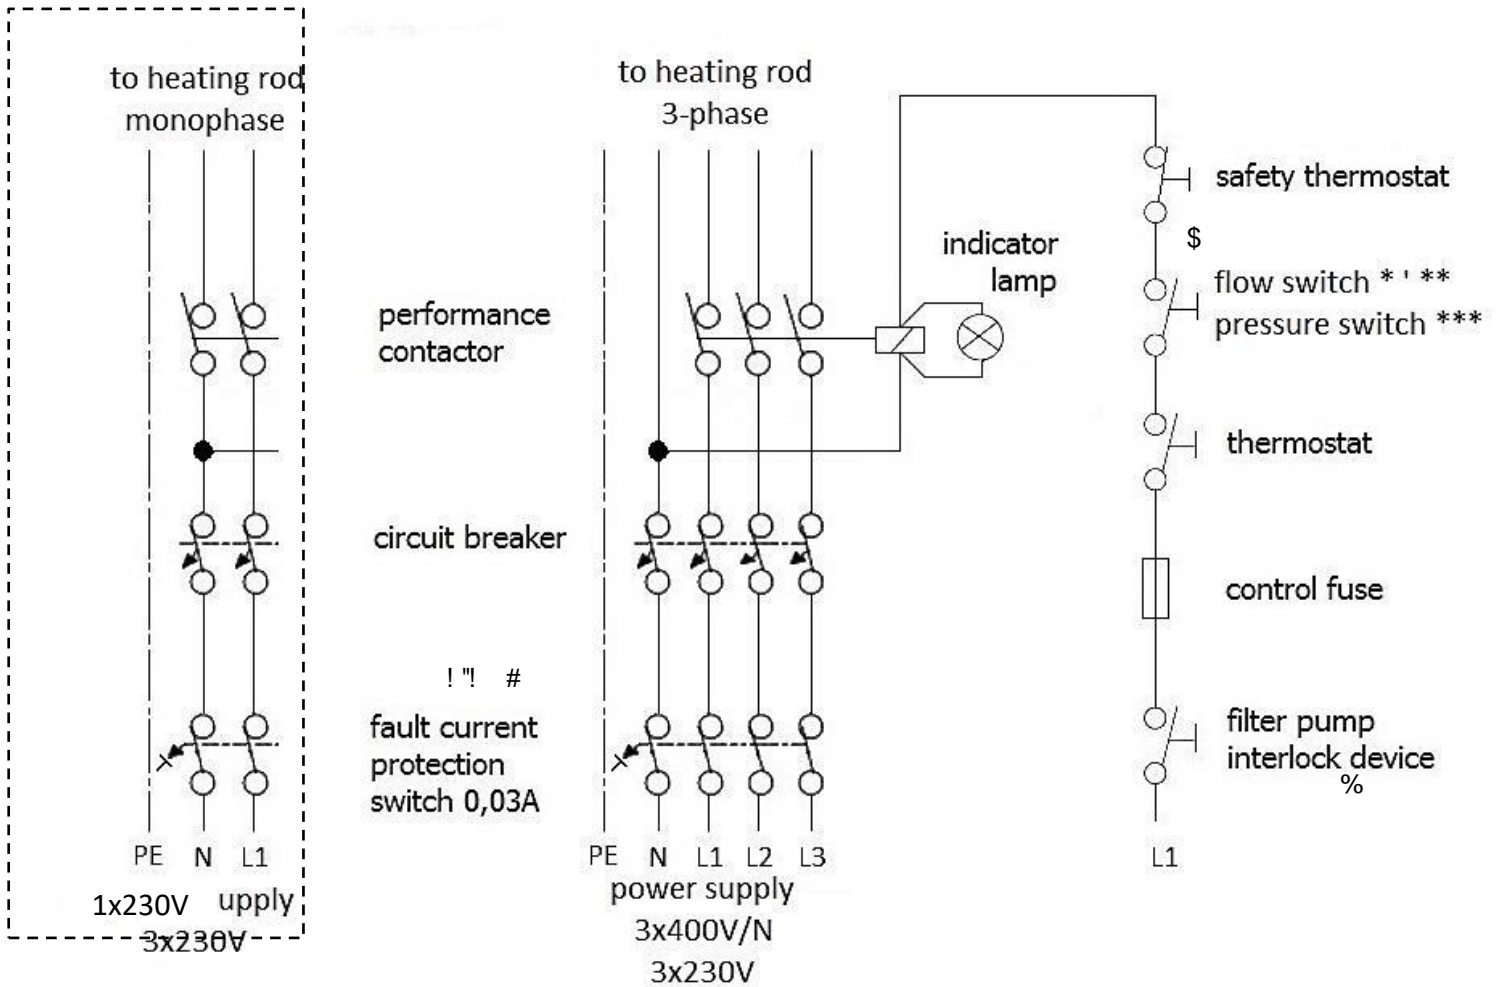 to heating rod
monophase
to heating rod
3-phase
safety thermostat
$
indicator
lamp
flow switch * ' **
pressure switch ***
performance
contactor
thermostat
circuit breaker
control fuse
! "! #
fault current
protection
switch 0,03A
filter pump
interlock device
%
PE N L1
PE N L1 L2 L3
L1
1x230V upply
3x230V
power supply
3x400V/N
3x230V